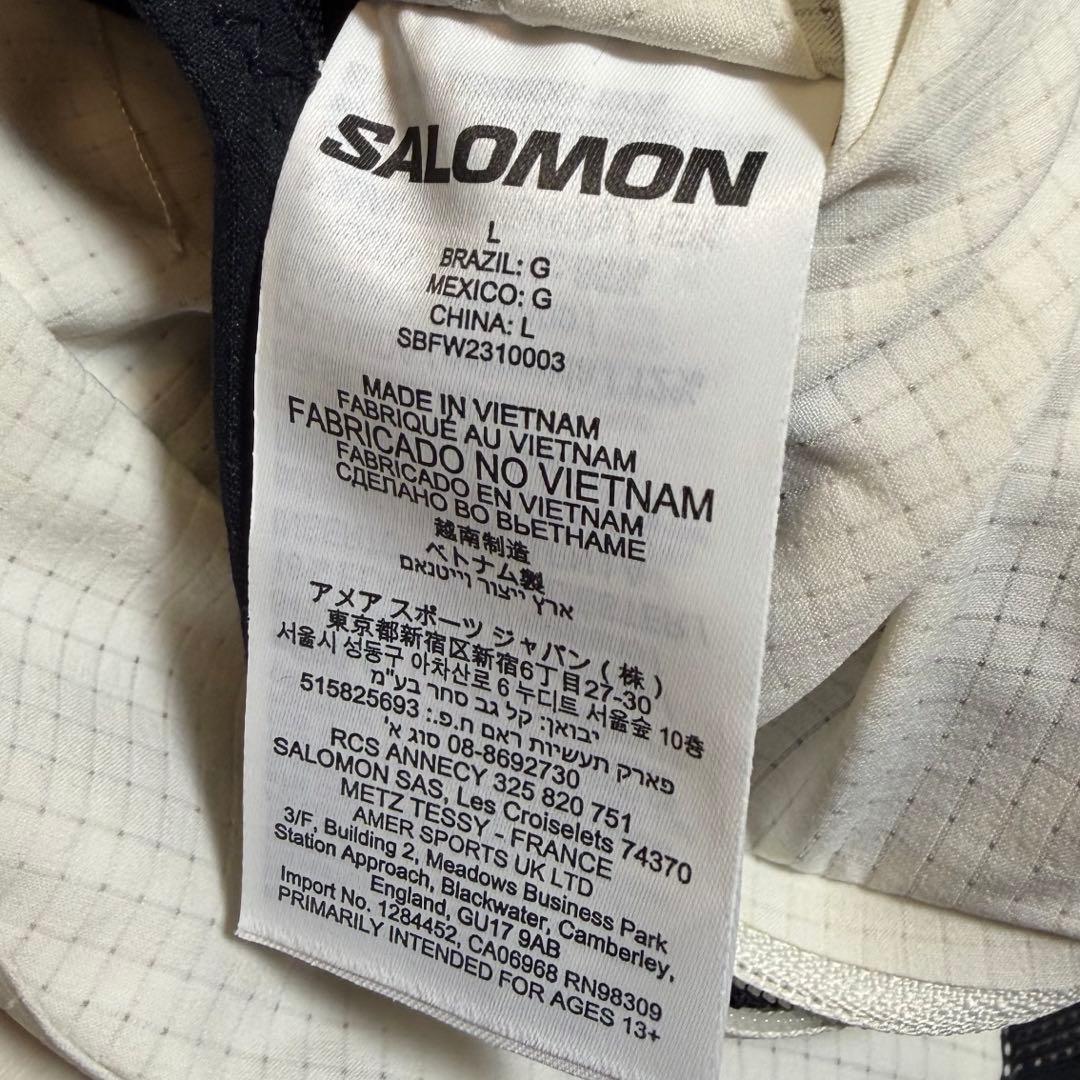 SALOMON
L
BRAZIL: G
MEXICO: G
CHINA: L
SBFW2310003
MADE IN VIETNAM
FABRIQUÉ AU VIETNAM
FABRICADO NO VIETNAM
FABRICADO EN VIETNAM
СДЕЛАНО ВО ВЬЕТНАМЕ
越南制造
ベトナム製
ארץ ייצור וייטנאם
アメア スポーツ ジャパン (株)
東京都新宿区新宿6丁目27-30
서울시 성동구 아차산로 6 누디트 서울숲 10층
יבואן: קל גב סחר בע"מ
פארק תעשיות ראם ח.פ.: 515825693
סוג א' 08-8692730
RCS ANNECY 325 820 751
SALOMON SAS, Les Croiselets 74370
METZ TESSY - FRANCE
AMER SPORTS UK LTD
3/F, Building 2, Meadows Business Park
Station Approach, Blackwater, Camberley,
England, GU17 9AB
Import No. 1284452, CA06968 RN98309
PRIMARILY INTENDED FOR AGES 13+